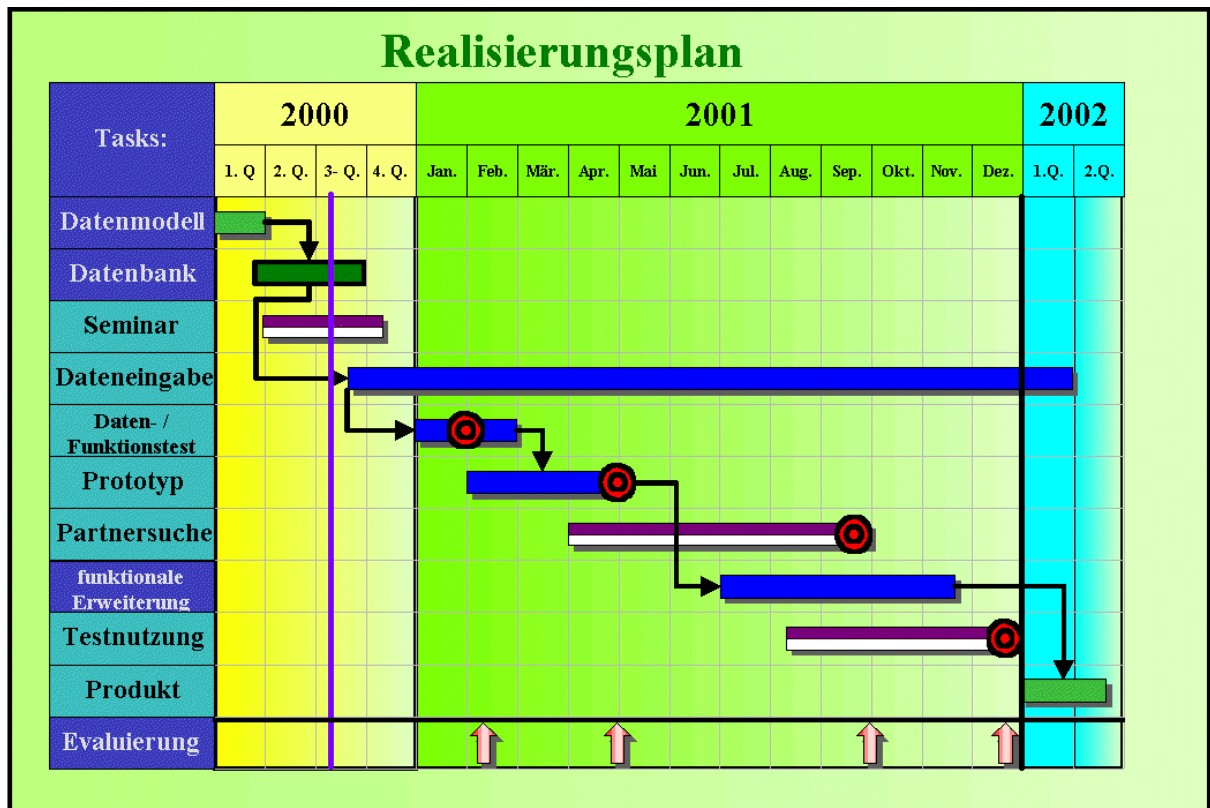 Realisierungsplan
Tasks:
2000
2001
2002
1. Q
2. Q.
3- Q.
4. Q.
Jan.
Feb.
Mär.
Apr.
Mai
Jun.
Jul.
Aug.
Sep.
Okt.
Nov.
Dez.
1.Q.
2.Q.
Datenmodell
Datenbank
Seminar
Dateneingabe
Daten- /
Funktionstest
Prototyp
Partnersuche
funktionale
Erweiterung
Testnutzung
Produkt
Evaluierung